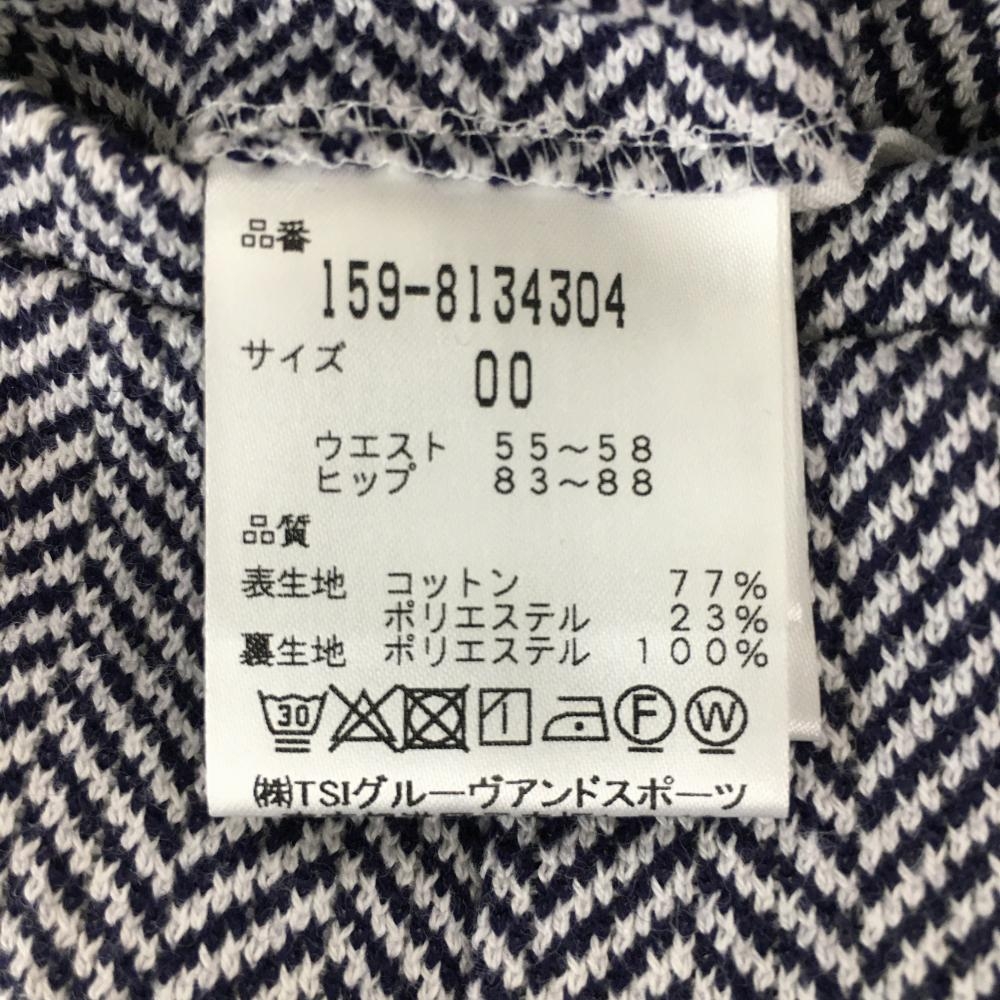 品番
159-8134304
サイズ 00
ウエスト 55～58
ヒップ 83～88
品質
表生地 コットン 77%
ポリエステル 23%
裏生地 ポリエステル 100%
30 F W
㈱TSIグルーヴアンドスポーツ